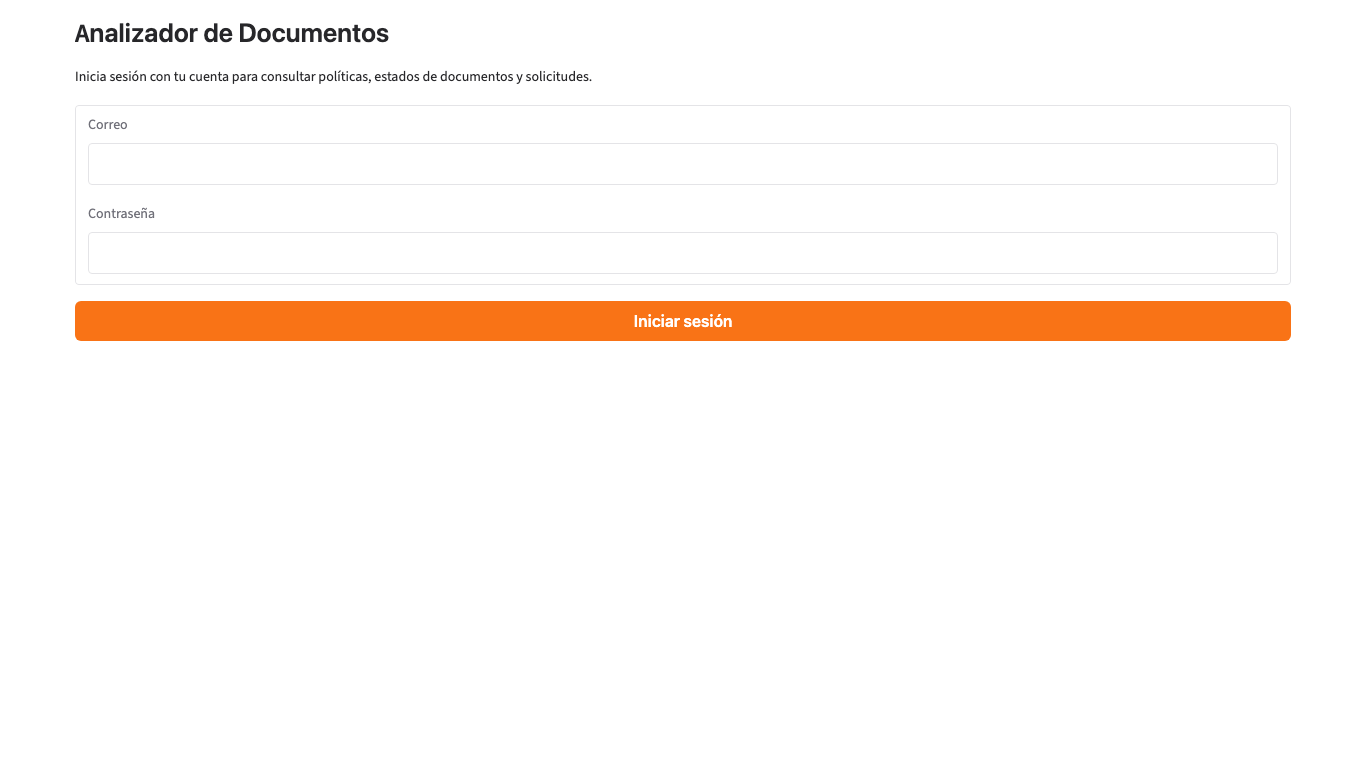 Analizador de Documentos
Inicia sesión con tu cuenta para consultar políticas, estados de documentos y solicitudes.
Correo
Contraseña
Iniciar sesión